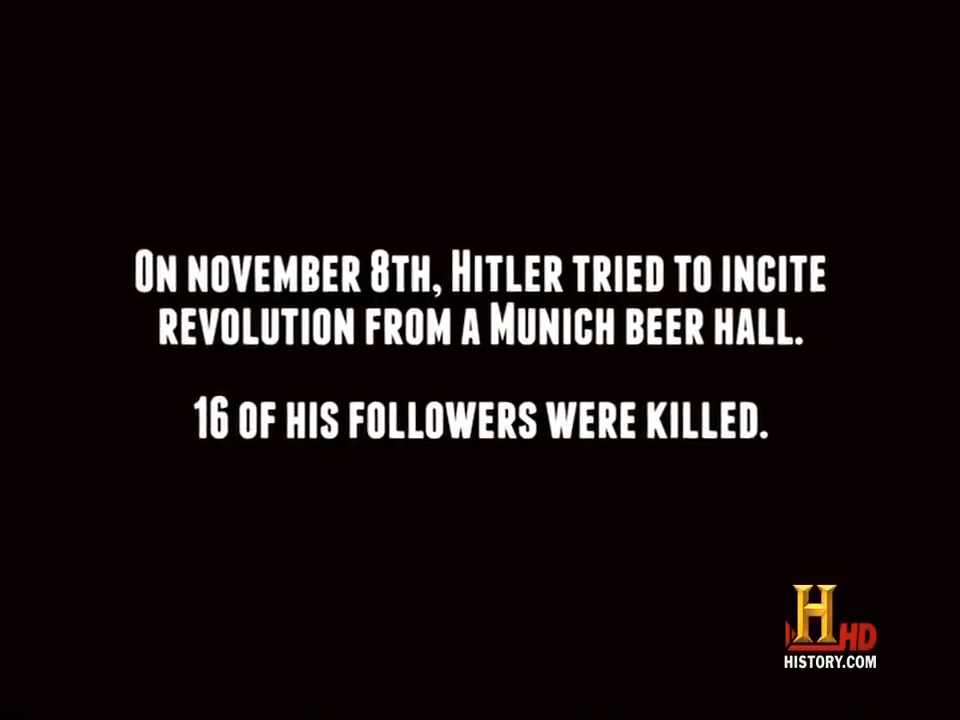 On november 8th, Hitler tried to incite
revolution from a Munich beer hall.
16 of his followers were killed.
H HD
HISTORY.COM